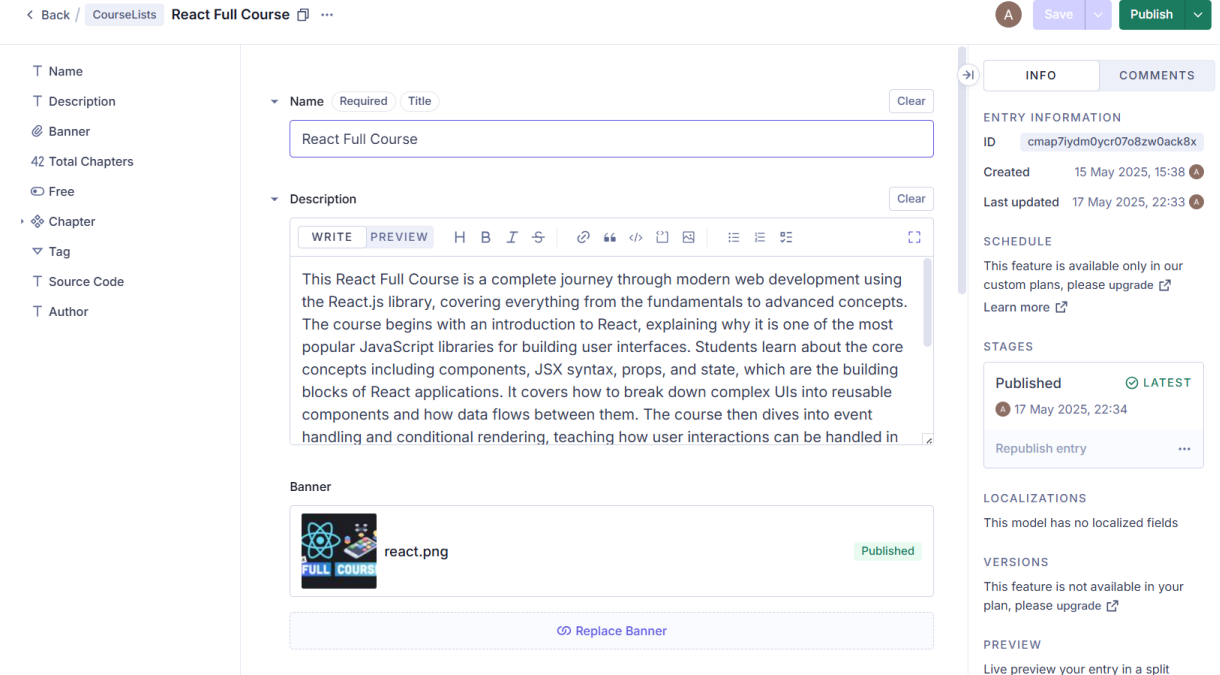 Back / CourseLists React Full Course
A Save Publish
Name
Description
Banner
42 Total Chapters
Free
Chapter
Tag
Source Code
Author
Name Required Title Clear
React Full Course
Description Clear
WRITE PREVIEW
This React Full Course is a complete journey through modern web development using
the React.js library, covering everything from the fundamentals to advanced concepts.
The course begins with an introduction to React, explaining why it is one of the most
popular JavaScript libraries for building user interfaces. Students learn about the core
concepts including components, JSX syntax, props, and state, which are the building
blocks of React applications. It covers how to break down complex UIs into reusable
components and how data flows between them. The course then dives into event
handling and conditional rendering, teaching how user interactions can be handled in
Banner
FULL COURS
react.png
Published
Replace Banner
INFO COMMENTS
ENTRY INFORMATION
ID cmap7iydm0ycr07o8zw0ack8x
Created 15 May 2025, 15:38 A
Last updated 17 May 2025, 22:33 A
SCHEDULE
This feature is available only in our
custom plans, please upgrade
Learn more
STAGES
Published LATEST
A 17 May 2025, 22:34
Republish entry
LOCALIZATIONS
This model has no localized fields
VERSIONS
This feature is not available in your
plan, please upgrade
PREVIEW
Live preview your entry in a split